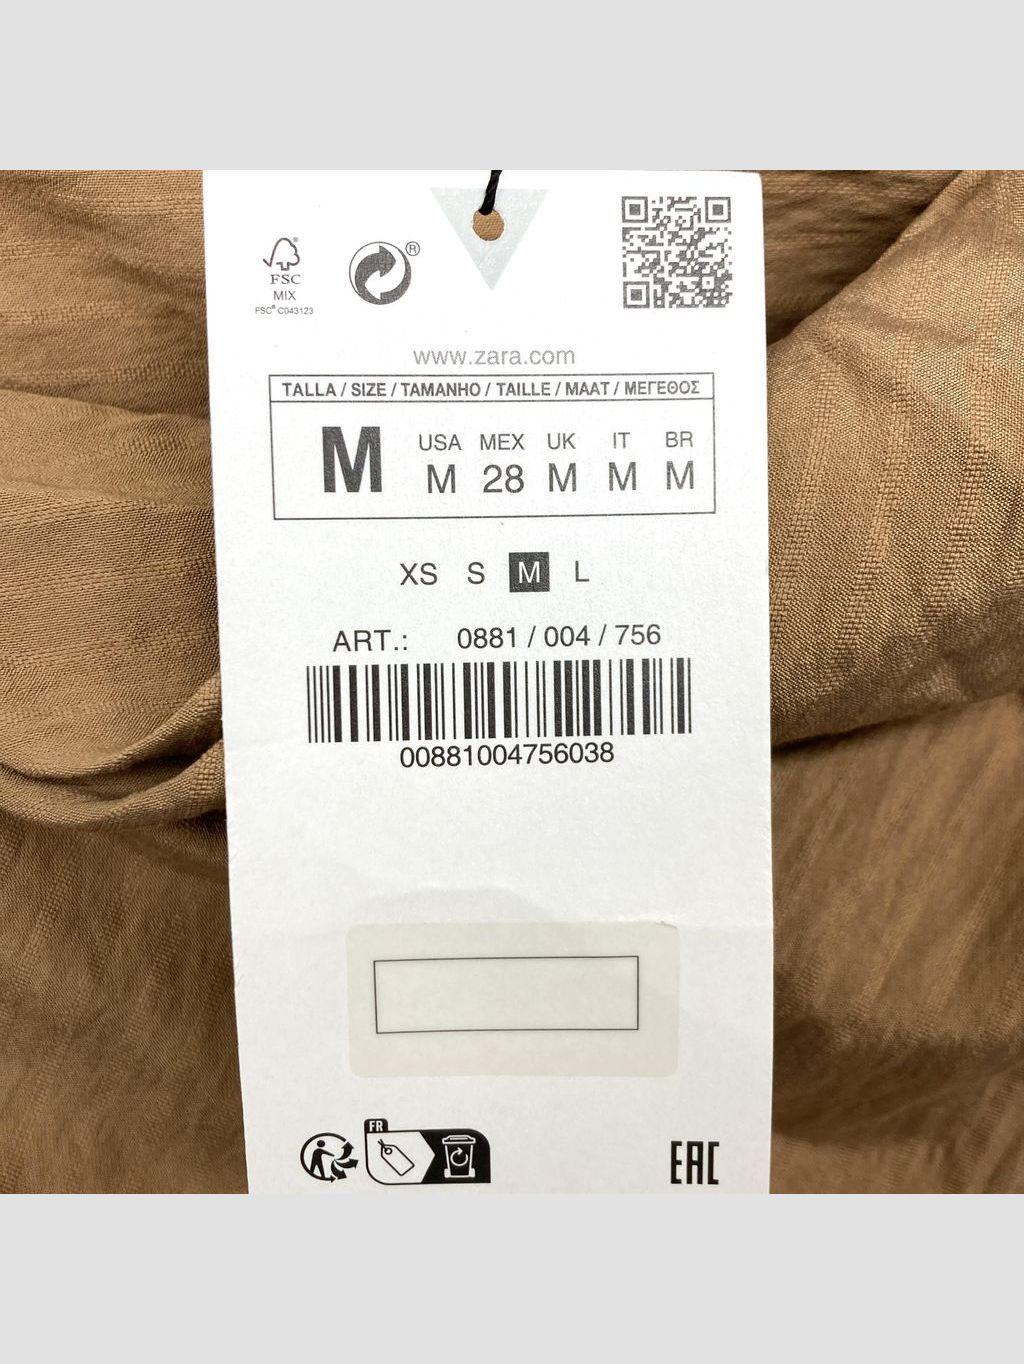 FSC
MIX
FSC® C043123
www.zara.com
TALLA / SIZE / TAMANHO / TAILLE / MAAT / ΜΕΓΕΘΟΣ
M
USA MEX UK IT BR
M 28 M M M
XS S M L
ART.: 0881 / 004 / 756
00881004756038
FR
EAC